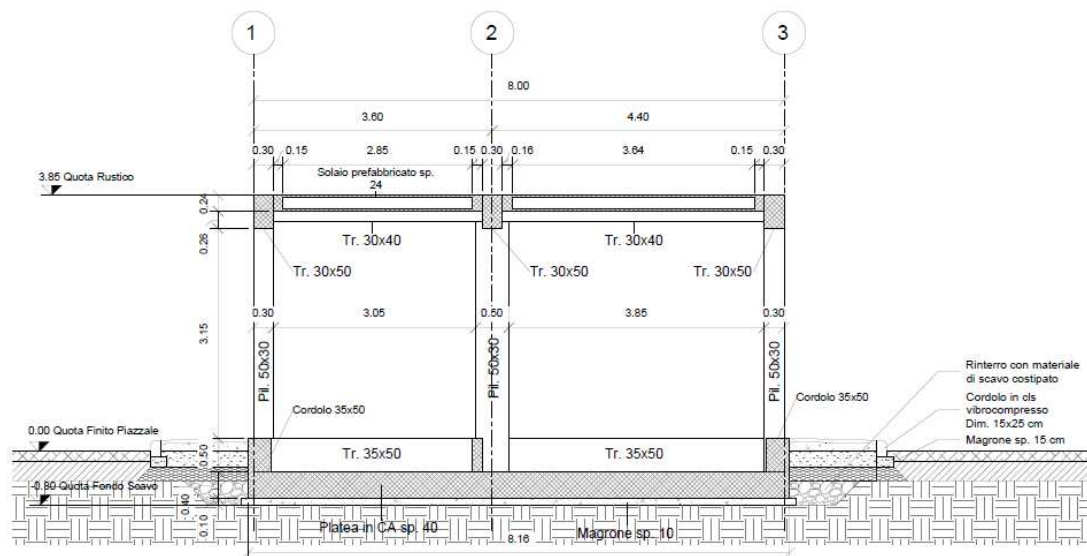 1
2
3
8.00
3.60
4.40
0.30
0.15
2.85
0.15
0.30
0.16
3.64
0.15
0.30
Solaio prefabbricato sp.
24
3.85 Quota Rustico
0.24
0.26
Tr. 30x40
Tr. 30x40
Tr. 30x50
Tr. 30x50
Tr. 30x50
0.30
3.05
0.50
3.85
0.30
3.15
Pil. 50x30
Pil. 50x30
Pil. 50x30
Rinterro con materiale
di scavo costipato
Cordolo in cls
vibrocompresso
Dim. 15x25 cm
Magrone sp. 15 cm
Cordolo 35x50
Cordolo 35x50
0.00 Quota Finito Piazzale
0.50
Tr. 35x50
Tr. 35x50
-0.80 Quota Fondo Scavo
0.40
0.10
Platea in CA sp. 40
Magrone sp. 10
8.16